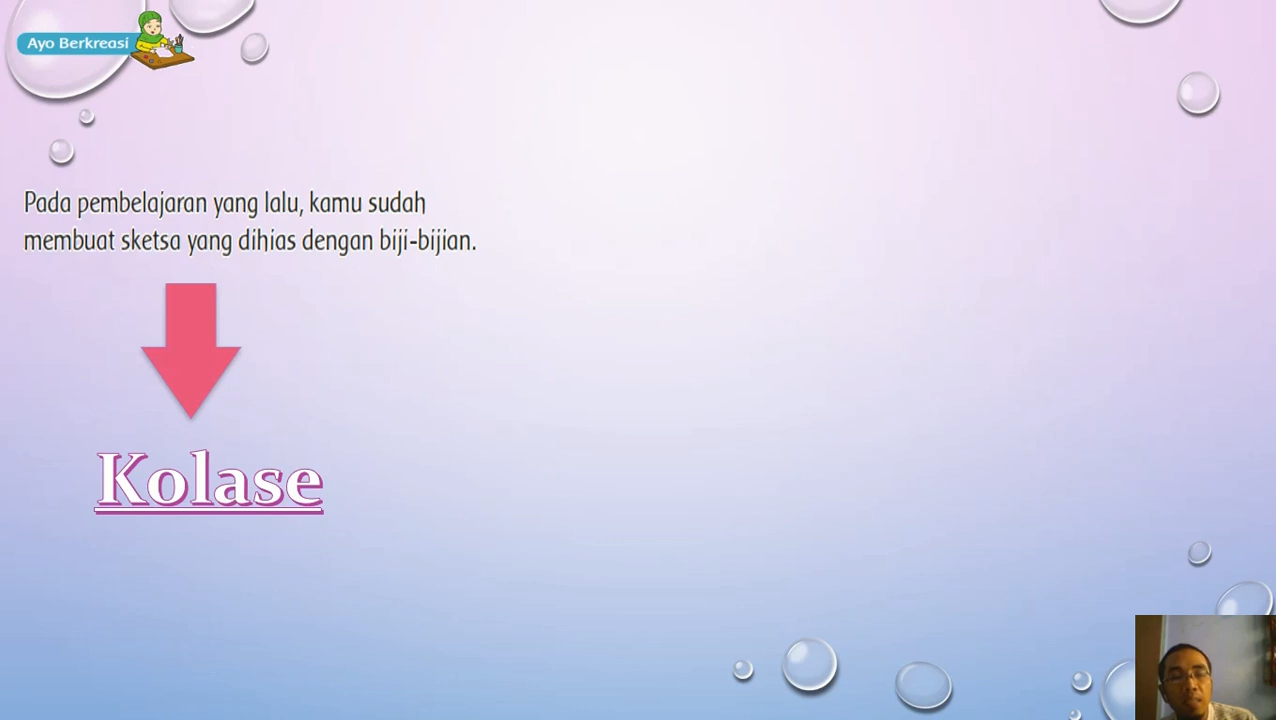 Ayo Berkreasi
Pada pembelajaran yang lalu, kamu sudah
membuat sketsa yang dihias dengan biji-bijian.
Kolase